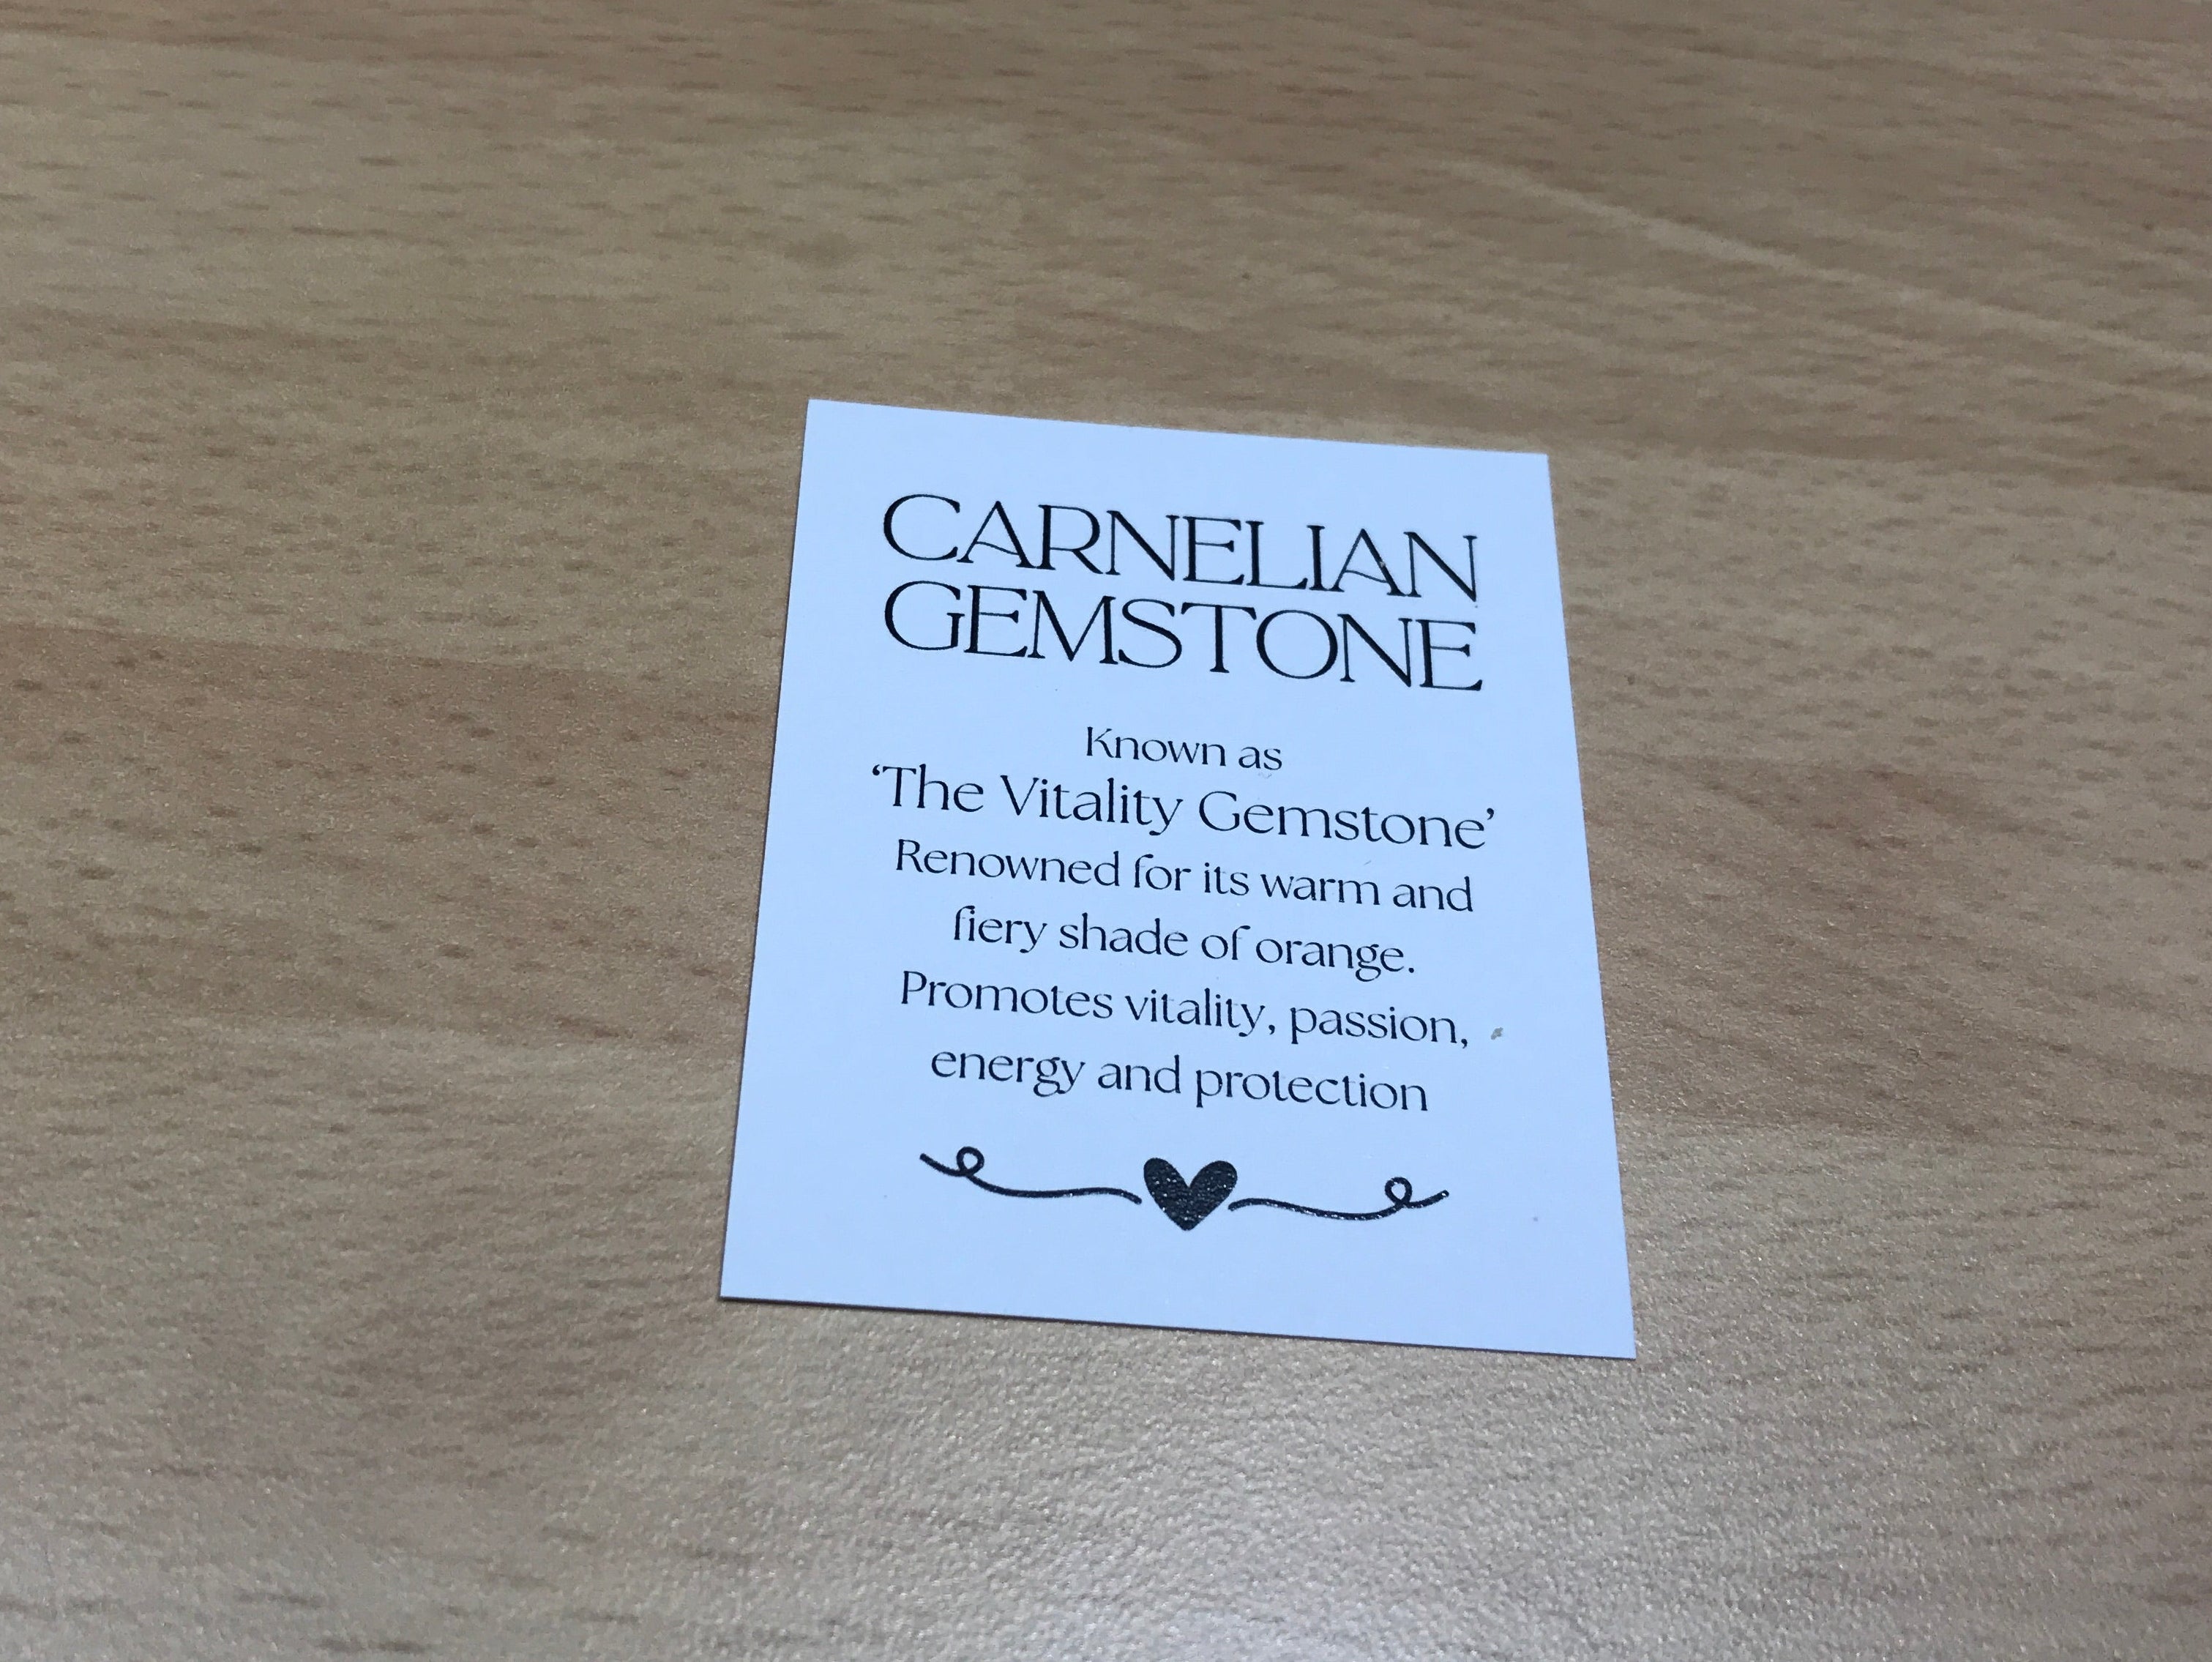 CARNELIAN
GEMSTONE
Known as
‘The Vitality Gemstone’
Renowned for its warm and
fiery shade of orange.
Promotes vitality, passion,
energy and protection